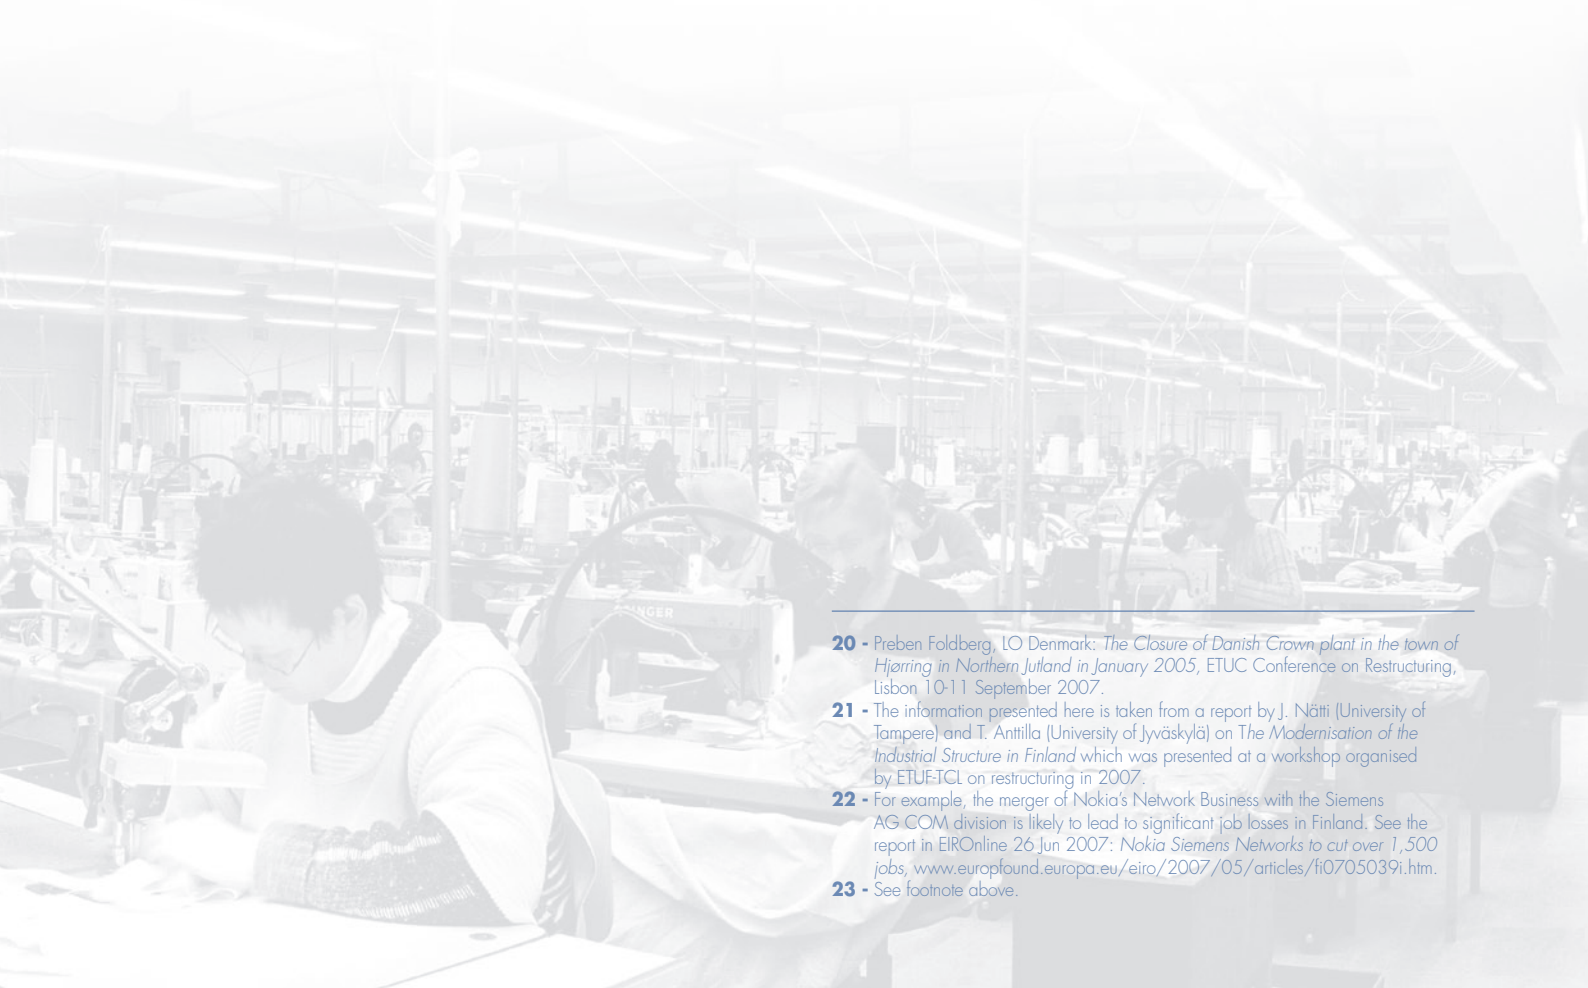 SINGER
20 - Preben Foldberg, LO Denmark: The Closure of Danish Crown plant in the town of
Hjørring in Northern Jutland in January 2005, ETUC Conference on Restructuring,
Lisbon 10-11 September 2007.
21 - The information presented here is taken from a report by J. Nätti (University of
Tampere) and T. Anttilla (University of Jyväskylä) on The Modernisation of the
Industrial Structure in Finland which was presented at a workshop organised
by ETUF-TCL on restructuring in 2007.
22 - For example, the merger of Nokia's Network Business with the Siemens
AG COM division is likely to lead to significant job losses in Finland. See the
report in EIROnline 26 Jun 2007: Nokia Siemens Networks to cut over 1,500
jobs, www.europfound.europa.eu/eiro/2007/05/articles/fi0705039i.htm.
23 - See footnote above.